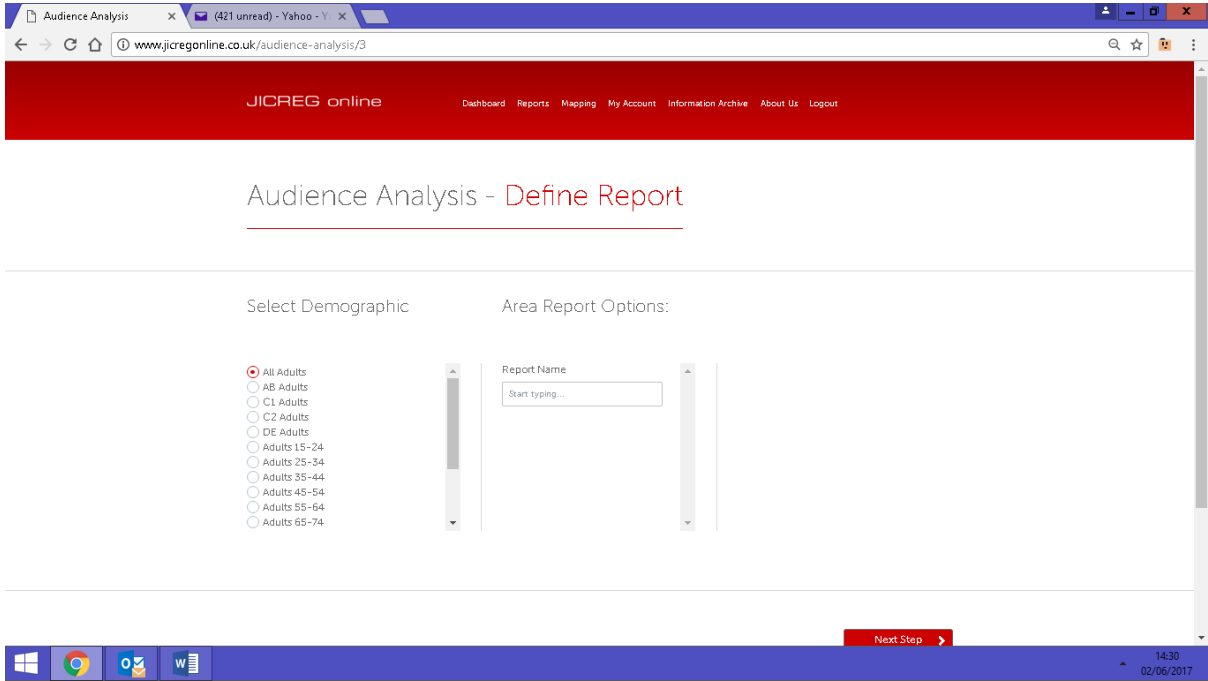 Audience Analysis
(421 unread) - Yahoo - Y
www.jicregonline.co.uk/audience-analysis/3
JICREG online
Dashboard Reports Mapping My Account Information Archive About Us Logout
Audience Analysis - Define Report
Select Demographic
Area Report Options:
All Adults
AB Adults
C1 Adults
C2 Adults
DE Adults
Adults 15-24
Adults 25-34
Adults 35-44
Adults 45-54
Adults 55-64
Adults 65-74
Report Name
Start typing...
Next Step
14:30
02/06/2017